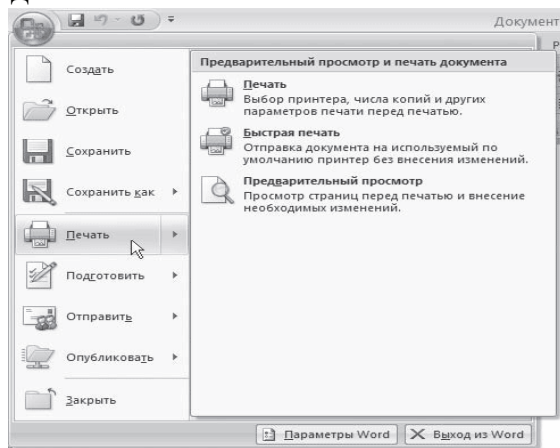 Документ
Создать
Открыть
Сохранить
Сохранить как
Печать
Подготовить
Отправить
Опубликовать
Закрыть
Предварительный просмотр и печать документа
Печать
Выбор принтера, числа копий и других
параметров печати перед печатью.
Быстрая печать
Отправка документа на используемый по
умолчанию принтер без внесения изменений.
Предварительный просмотр
Просмотр страниц перед печатью и внесение
необходимых изменений.
Параметры Word
Выход из Word